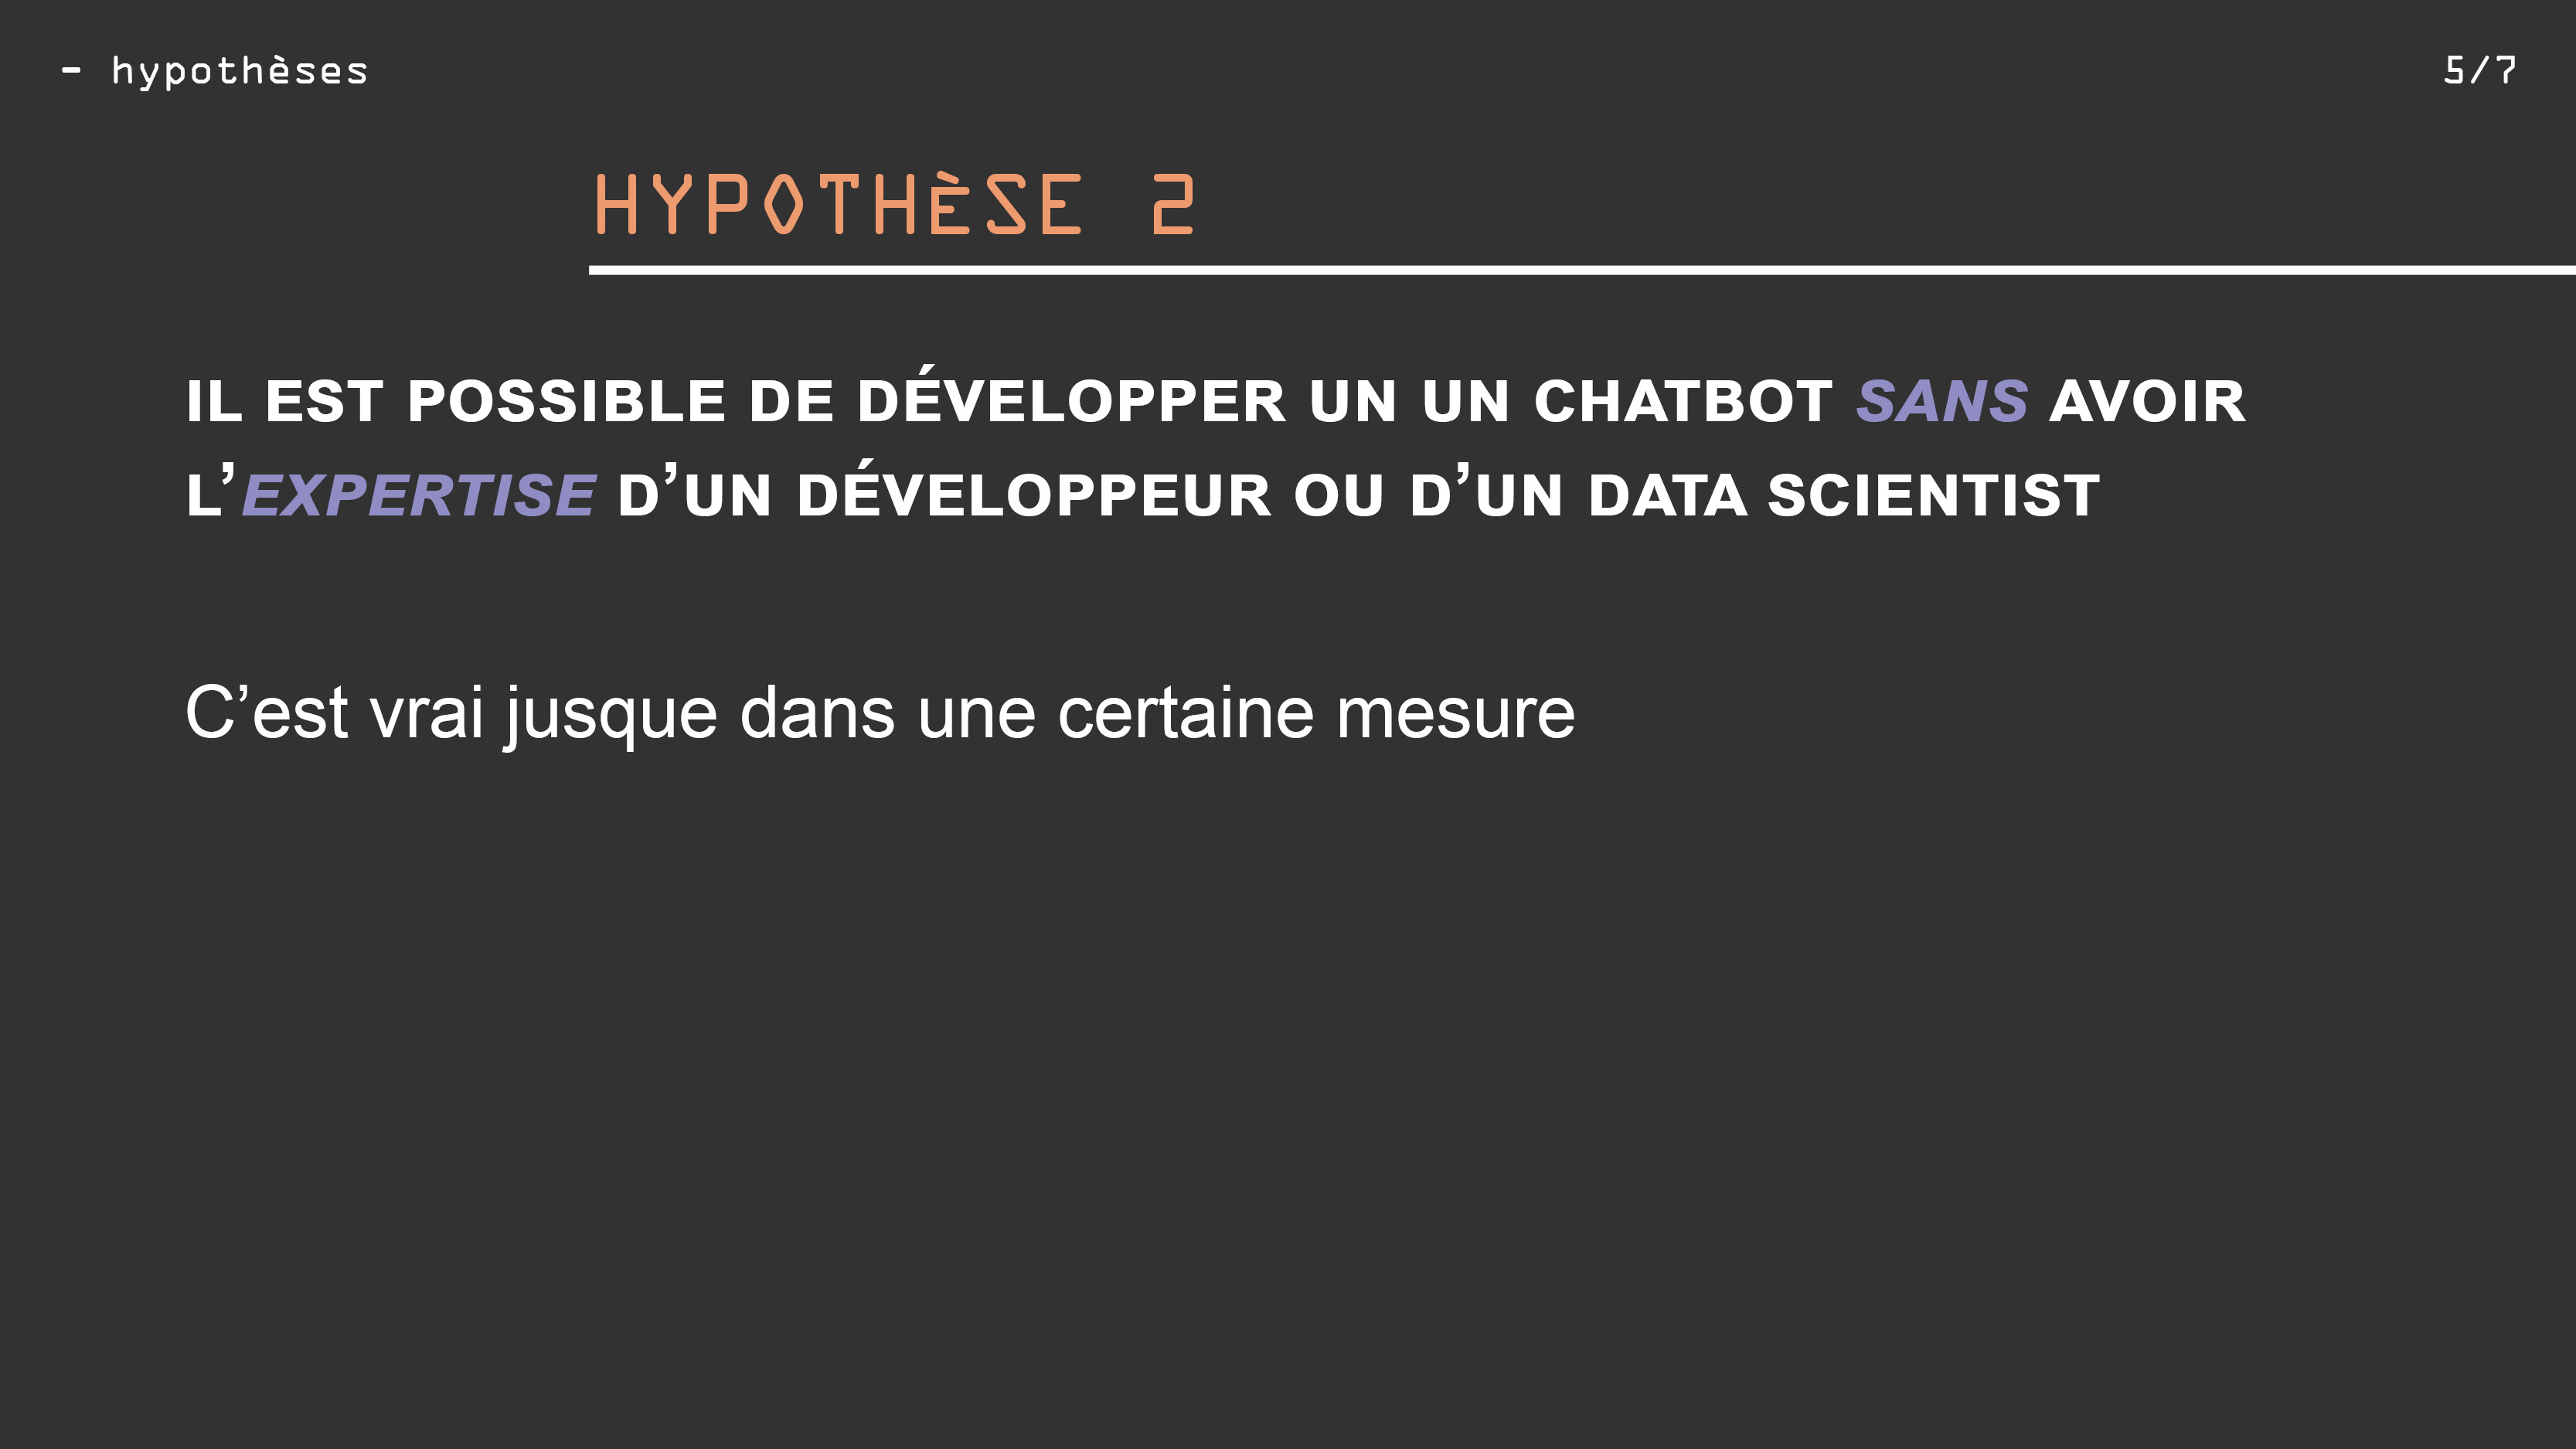 - hypothèses
5/7
HYPOTHÈSE 2
IL EST POSSIBLE DE DÉVELOPPER UN UN CHATBOT SANS AVOIR
L’EXPERTISE D’UN DÉVELOPPEUR OU D’UN DATA SCIENTIST
C’est vrai jusque dans une certaine mesure